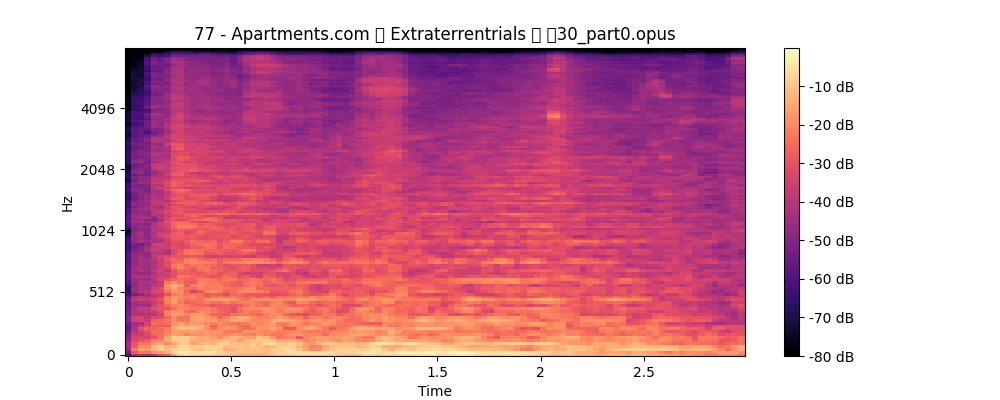 77 - Apartments.com ▯ Extraterrentrials ▯ ▯30_part0.opus
4096
2048
1024
512
0
Hz
0 0.5 1 1.5 2 2.5
Time
-10 dB
-20 dB
-30 dB
-40 dB
-50 dB
-60 dB
-70 dB
-80 dB